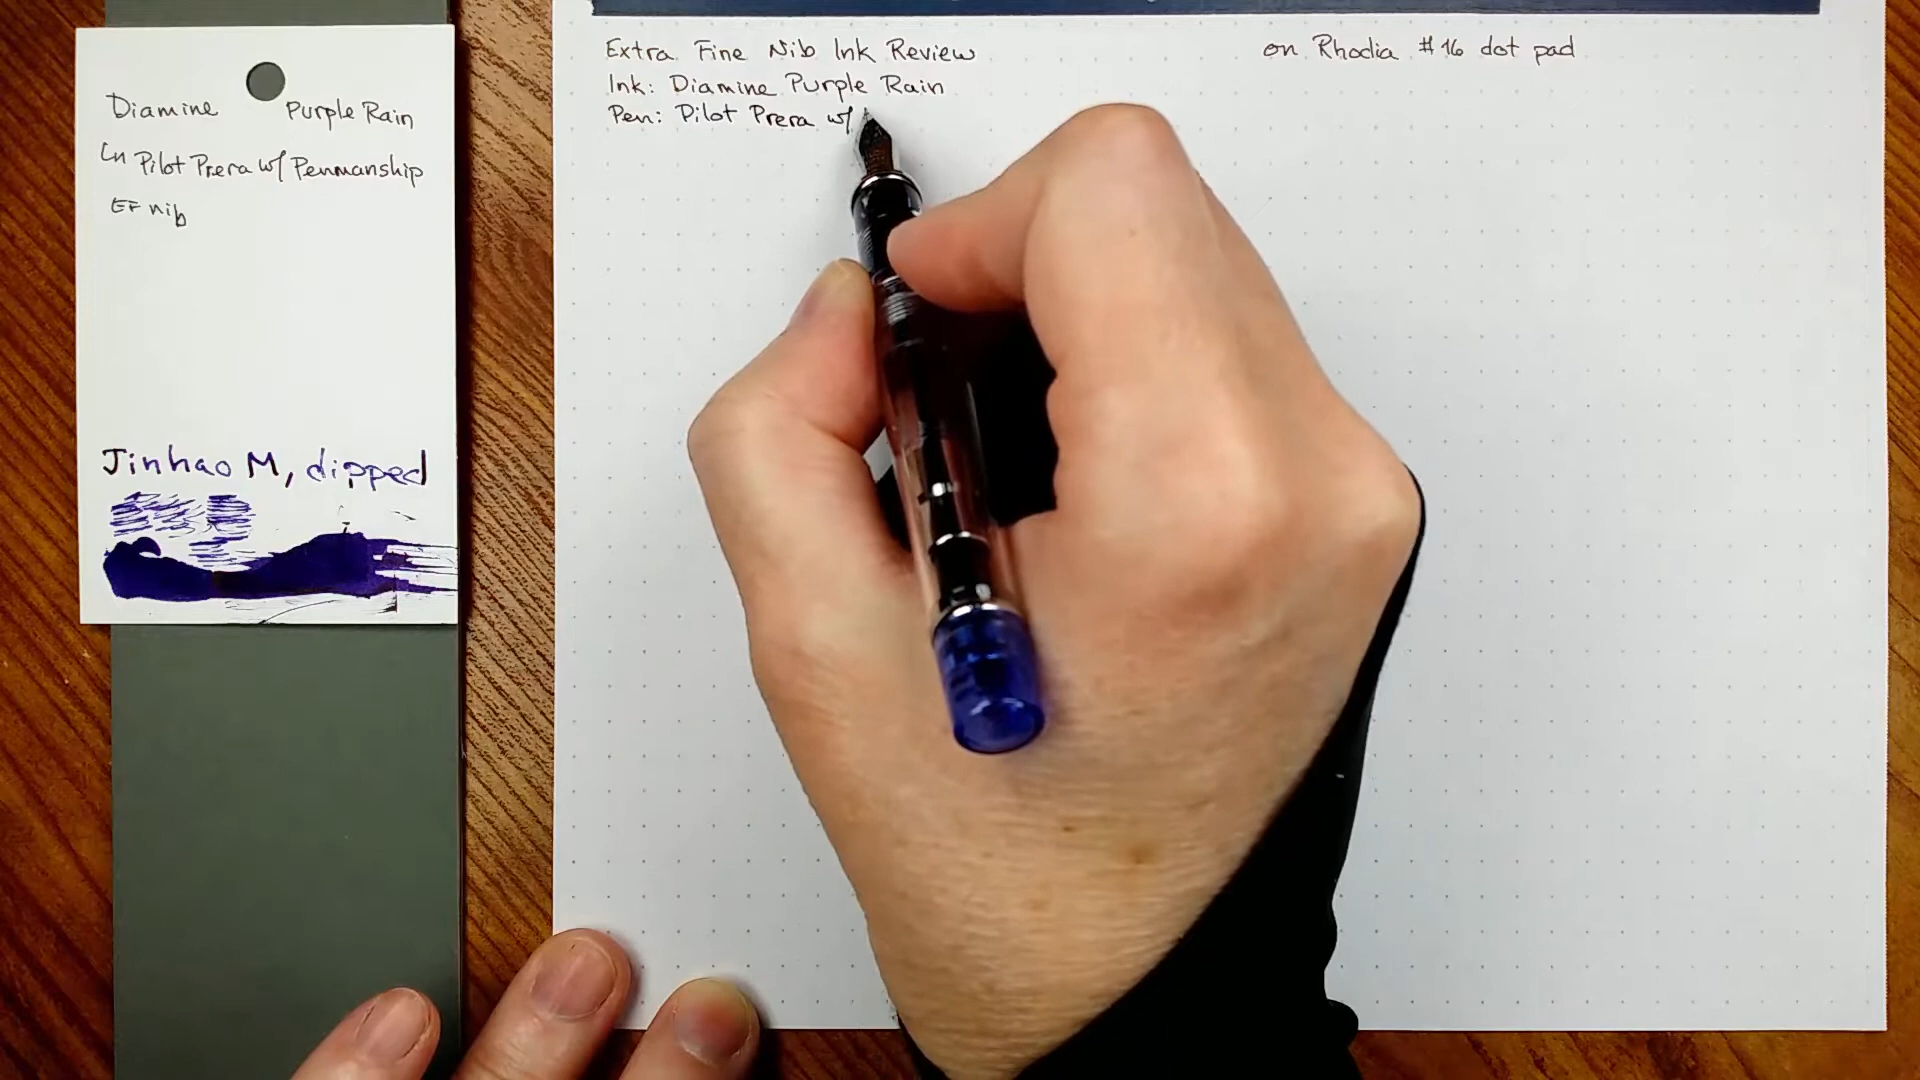 Diamine Purple Rain
in Pilot Prera w/ Penmanship
EF nib
Jinhao M, dipped
Extra Fine Nib Ink Review
on Rhodia #16 dot pad
Ink: Diamine Purple Rain
Pen: Pilot Prera w/